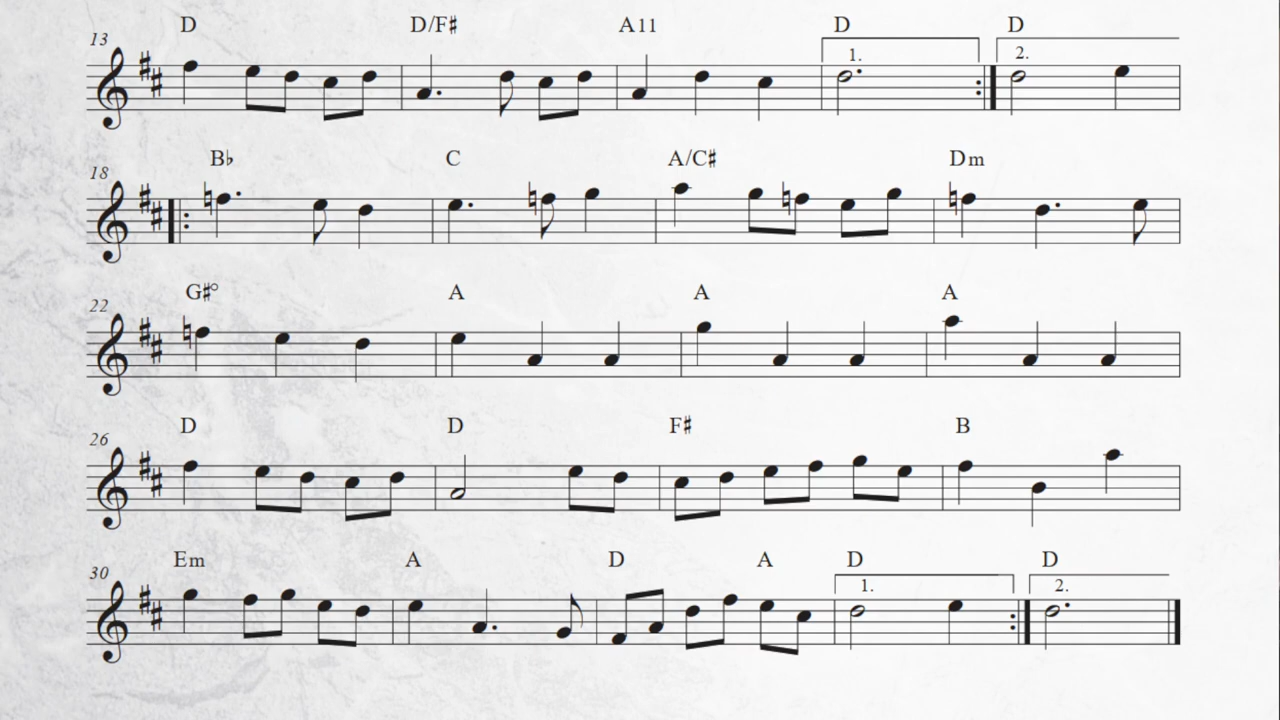 D D/F♯ A11 D D
13 1. 2.
B♭ C A/C♯ Dm
18
G♯° A A A
22
D D F♯ B
26
Em A D A D D
30 1. 2.